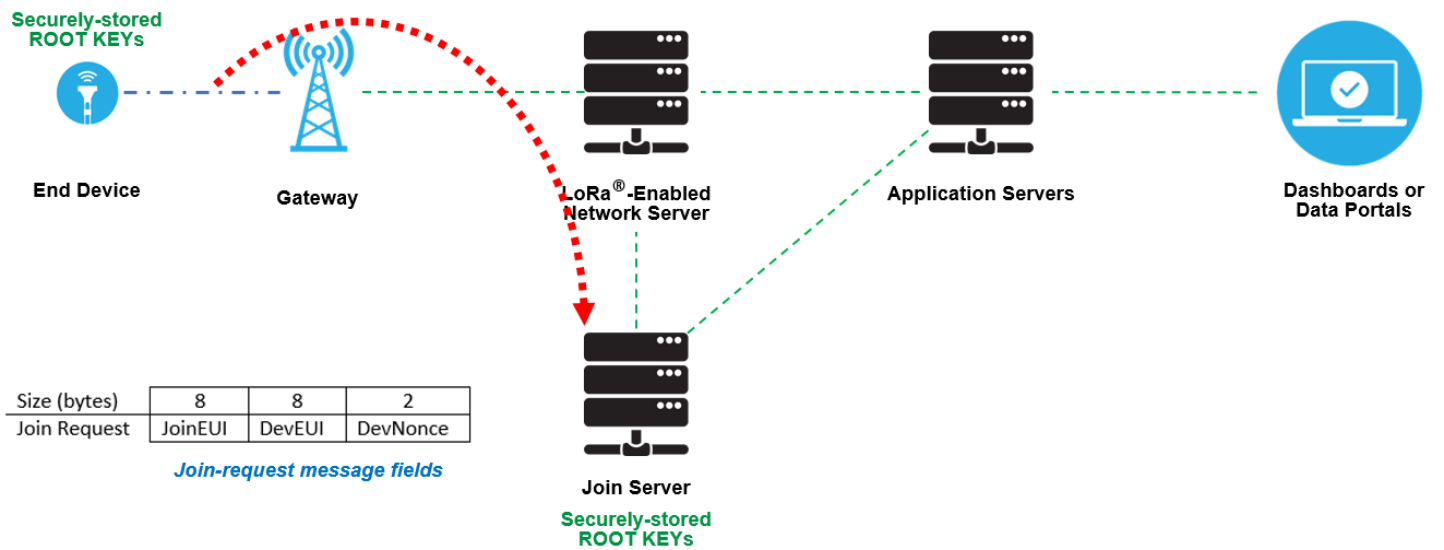 Securely-stored
ROOT KEYs
End Device
Gateway
LoRa®-Enabled
Network Server
Application Servers
Dashboards or
Data Portals
Size (bytes) 8 8 2
Join Request JoinEUI DevEUI DevNonce
Join-request message fields
Join Server
Securely-stored
ROOT KEYs